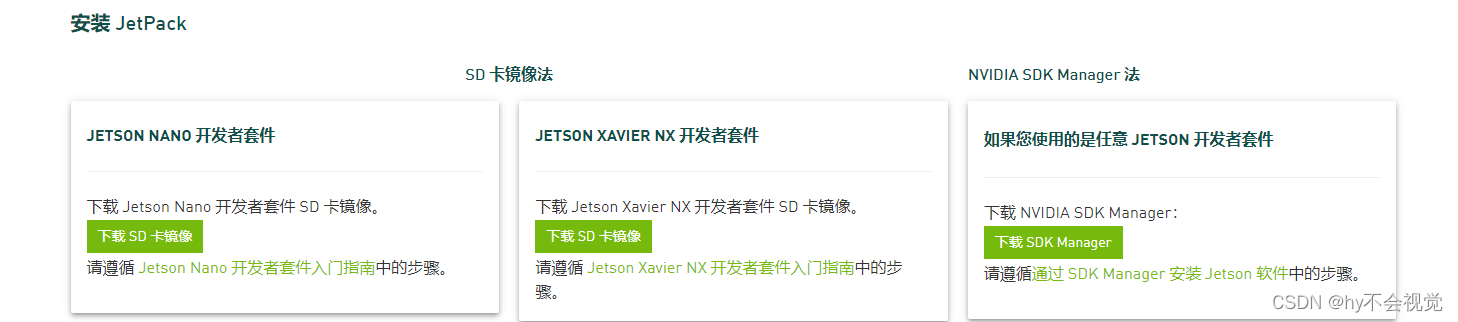 安装 JetPack
SD 卡镜像法
NVIDIA SDK Manager 法
JETSON NANO 开发者套件
下载 Jetson Nano 开发者套件 SD 卡镜像。
下载 SD 卡镜像
请遵循 Jetson Nano 开发者套件入门指南中的步骤。
JETSON XAVIER NX 开发者套件
下载 Jetson Xavier NX 开发者套件 SD 卡镜像。
下载 SD 卡镜像
请遵循 Jetson Xavier NX 开发者套件入门指南中的步
骤。
如果您使用的是任意 JETSON 开发者套件
下载 NVIDIA SDK Manager：
下载 SDK Manager
请遵循通过 SDK Manager 安装 Jetson 软件中的步骤。
CSDN @hy不会视觉